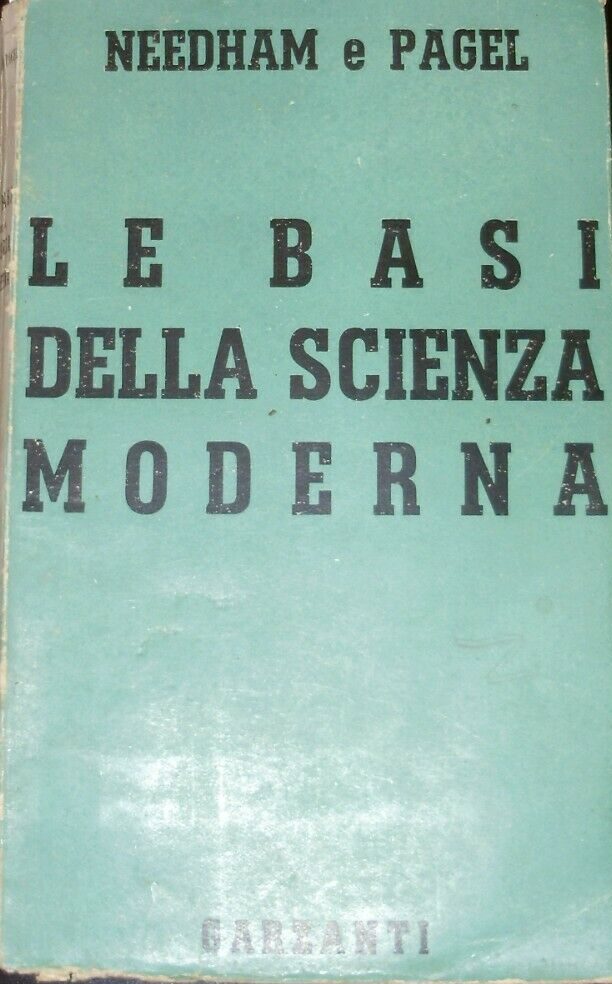 NEEDHAM e PAGEL
LE BASI
DELLA SCIENZA
MODERNA
GARZANTI